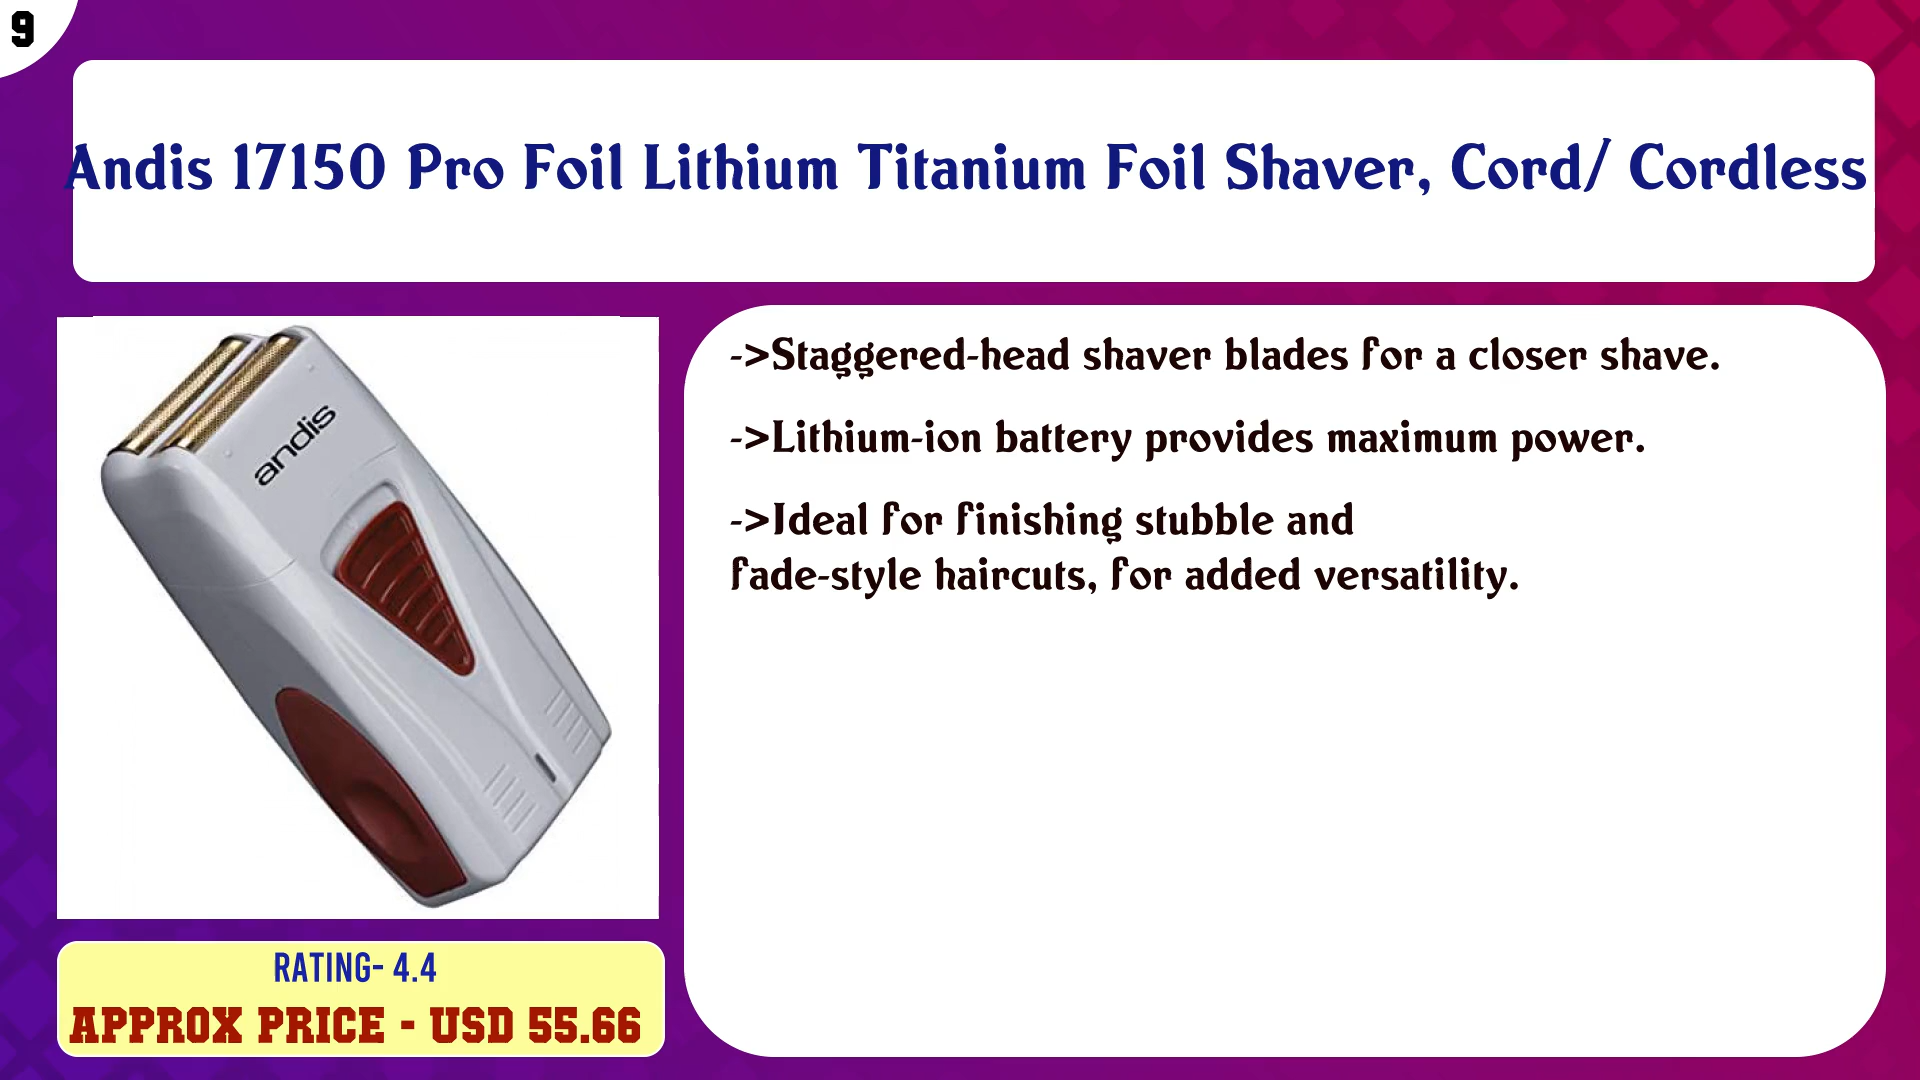 9
Andis 17150 Pro Foil Lithium Titanium Foil Shaver, Cord/ Cordless
andis
->Staggered-head shaver blades for a closer shave.
->Lithium-ion battery provides maximum power.
->Ideal for finishing stubble and
fade-style haircuts, for added versatility.
RATING- 4.4
APPROX PRICE - USD 55.66